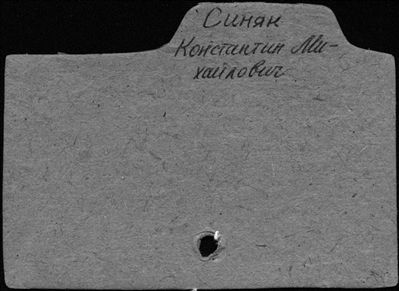 Синян
Константин Ми-
хайлович